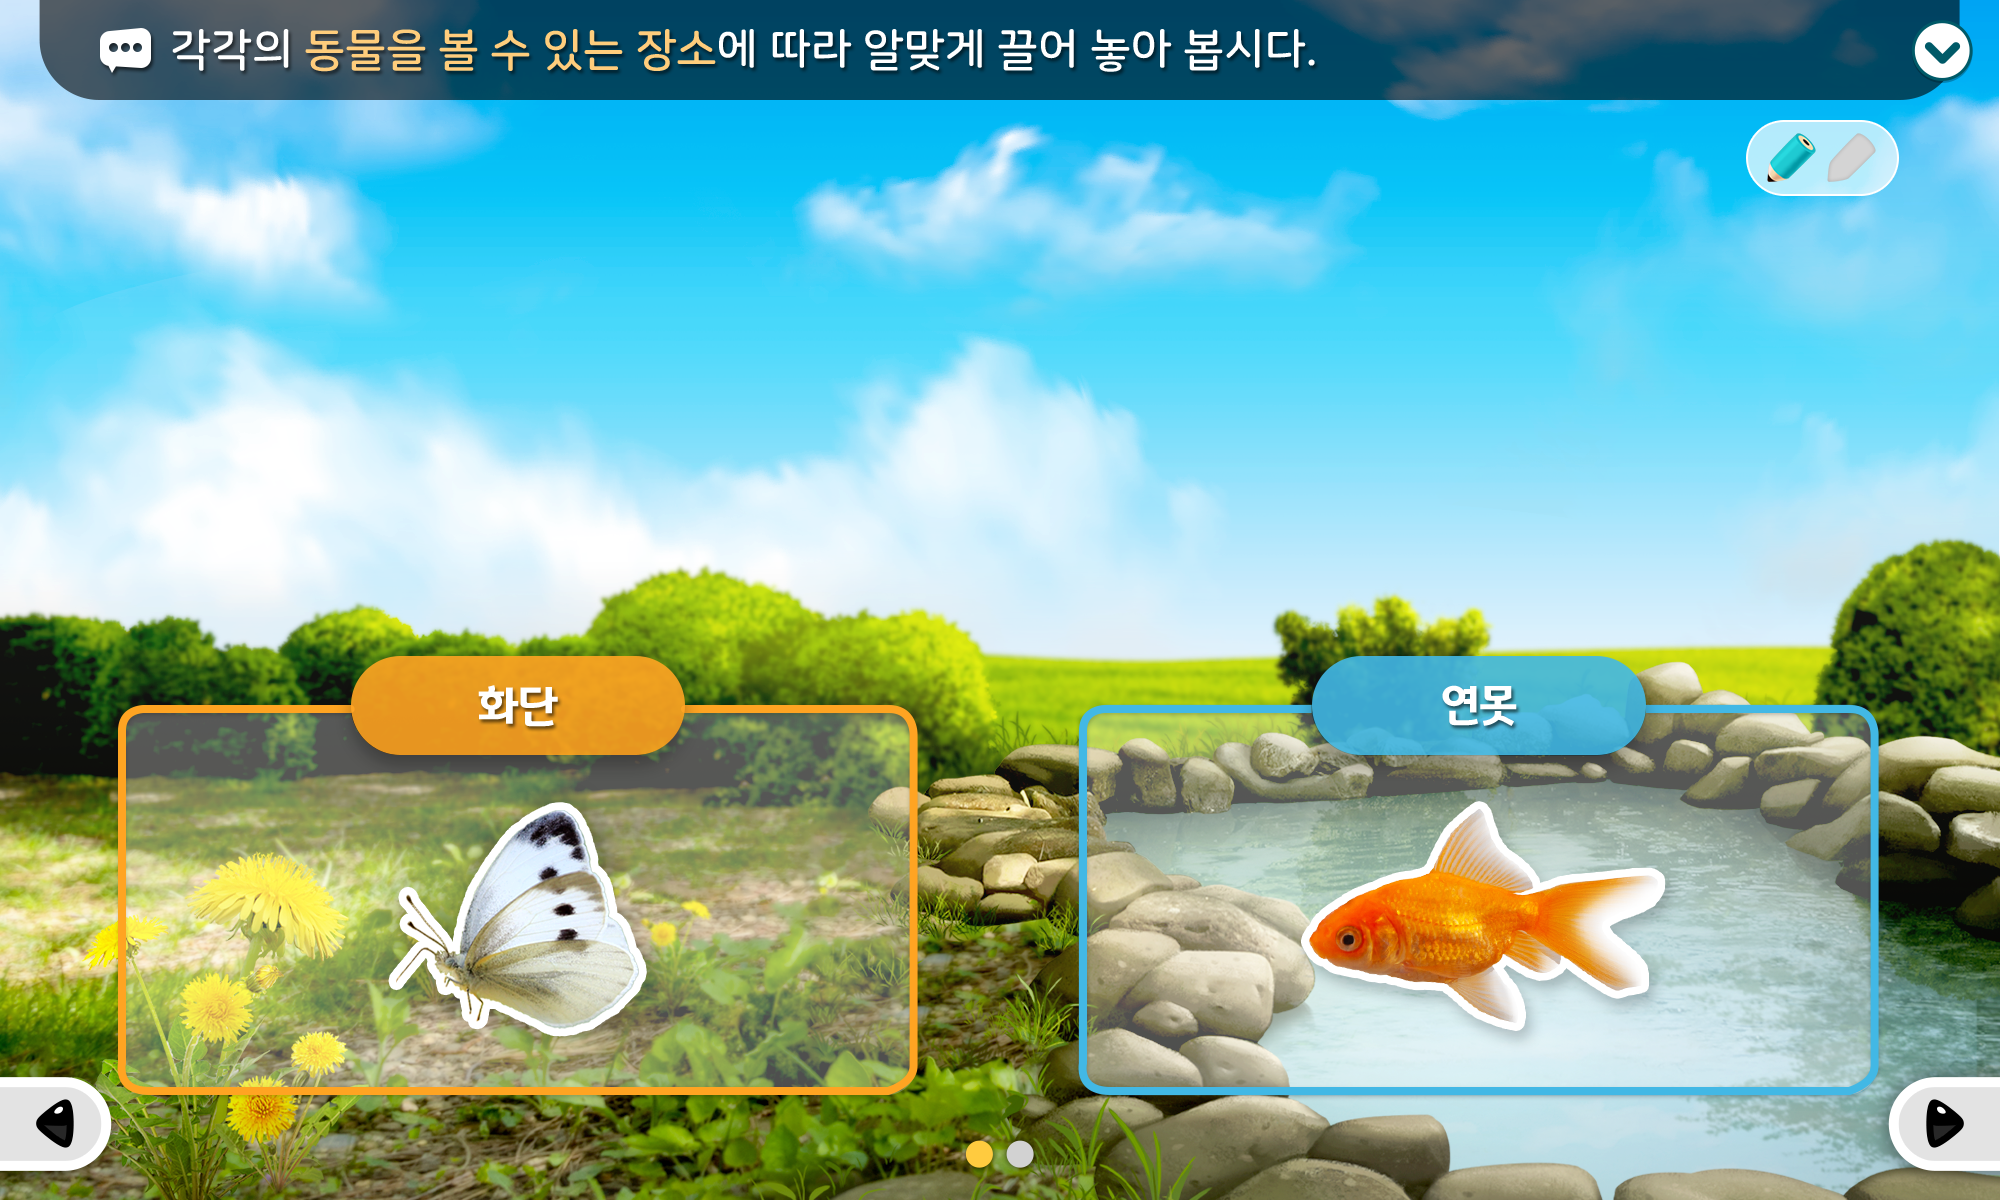 각각의 동물을 볼 수 있는 장소에 따라 알맞게 끌어 놓아 봅시다.
화단
연못